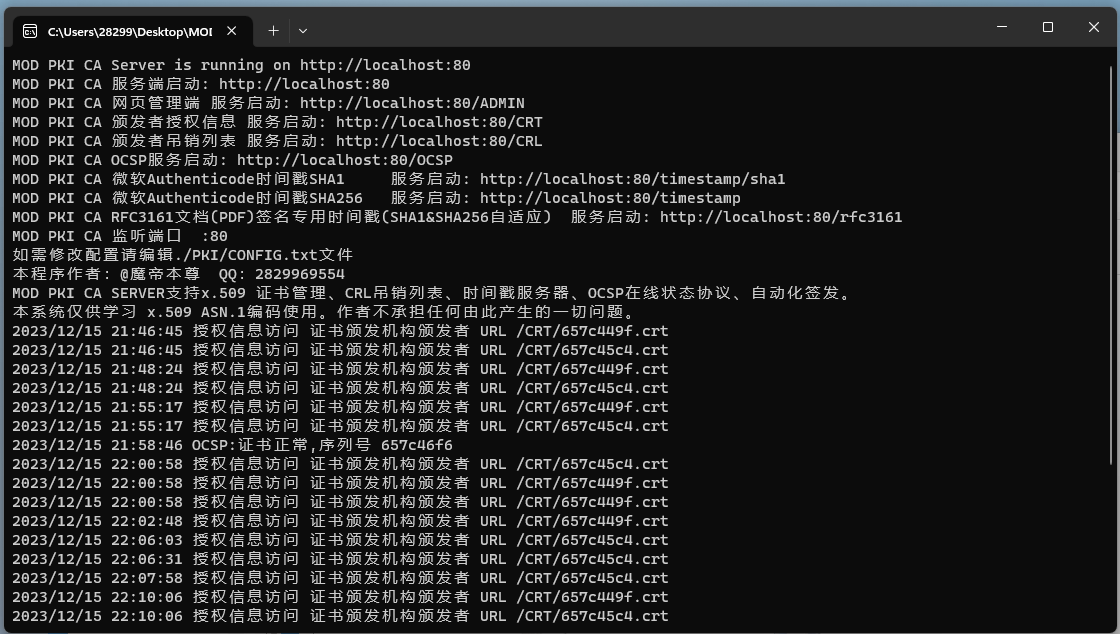 C:\Users\28299\Desktop\MOI
MOD PKI CA Server is running on http://localhost:80
MOD PKI CA 服务端启动: http://localhost:80
MOD PKI CA 网页管理端 服务启动: http://localhost:80/ADMIN
MOD PKI CA 颁发者授权信息 服务启动: http://localhost:80/CRT
MOD PKI CA 颁发者吊销列表 服务启动: http://localhost:80/CRL
MOD PKI CA OCSP服务启动: http://localhost:80/OCSP
MOD PKI CA 微软Authenticode时间戳SHA1 服务启动: http://localhost:80/timestamp/sha1
MOD PKI CA 微软Authenticode时间戳SHA256 服务启动: http://localhost:80/timestamp
MOD PKI CA RFC3161文档(PDF)签名专用时间戳(SHA1&SHA256自适应) 服务启动: http://localhost:80/rfc3161
MOD PKI CA 监听端口 :80
如需修改配置请编辑./PKI/CONFIG.txt文件
本程序作者: @魔帝本尊 QQ: 2829969554
MOD PKI CA SERVER支持x.509 证书管理、CRL吊销列表、时间戳服务器、OCSP在线状态协议、自动化签发。
本系统仅供学习 x.509 ASN.1编码使用。作者不承担任何由此产生的一切问题。
2023/12/15 21:46:45 授权信息访问 证书颁发机构颁发者 URL /CRT/657c449f.crt
2023/12/15 21:46:45 授权信息访问 证书颁发机构颁发者 URL /CRT/657c45c4.crt
2023/12/15 21:48:24 授权信息访问 证书颁发机构颁发者 URL /CRT/657c449f.crt
2023/12/15 21:48:24 授权信息访问 证书颁发机构颁发者 URL /CRT/657c45c4.crt
2023/12/15 21:55:17 授权信息访问 证书颁发机构颁发者 URL /CRT/657c449f.crt
2023/12/15 21:55:17 授权信息访问 证书颁发机构颁发者 URL /CRT/657c45c4.crt
2023/12/15 21:58:46 OCSP:证书正常,序列号 657c46f6
2023/12/15 22:00:58 授权信息访问 证书颁发机构颁发者 URL /CRT/657c45c4.crt
2023/12/15 22:00:58 授权信息访问 证书颁发机构颁发者 URL /CRT/657c449f.crt
2023/12/15 22:00:58 授权信息访问 证书颁发机构颁发者 URL /CRT/657c449f.crt
2023/12/15 22:02:48 授权信息访问 证书颁发机构颁发者 URL /CRT/657c449f.crt
2023/12/15 22:06:03 授权信息访问 证书颁发机构颁发者 URL /CRT/657c45c4.crt
2023/12/15 22:06:31 授权信息访问 证书颁发机构颁发者 URL /CRT/657c45c4.crt
2023/12/15 22:07:58 授权信息访问 证书颁发机构颁发者 URL /CRT/657c45c4.crt
2023/12/15 22:10:06 授权信息访问 证书颁发机构颁发者 URL /CRT/657c449f.crt
2023/12/15 22:10:06 授权信息访问 证书颁发机构颁发者 URL /CRT/657c45c4.crt